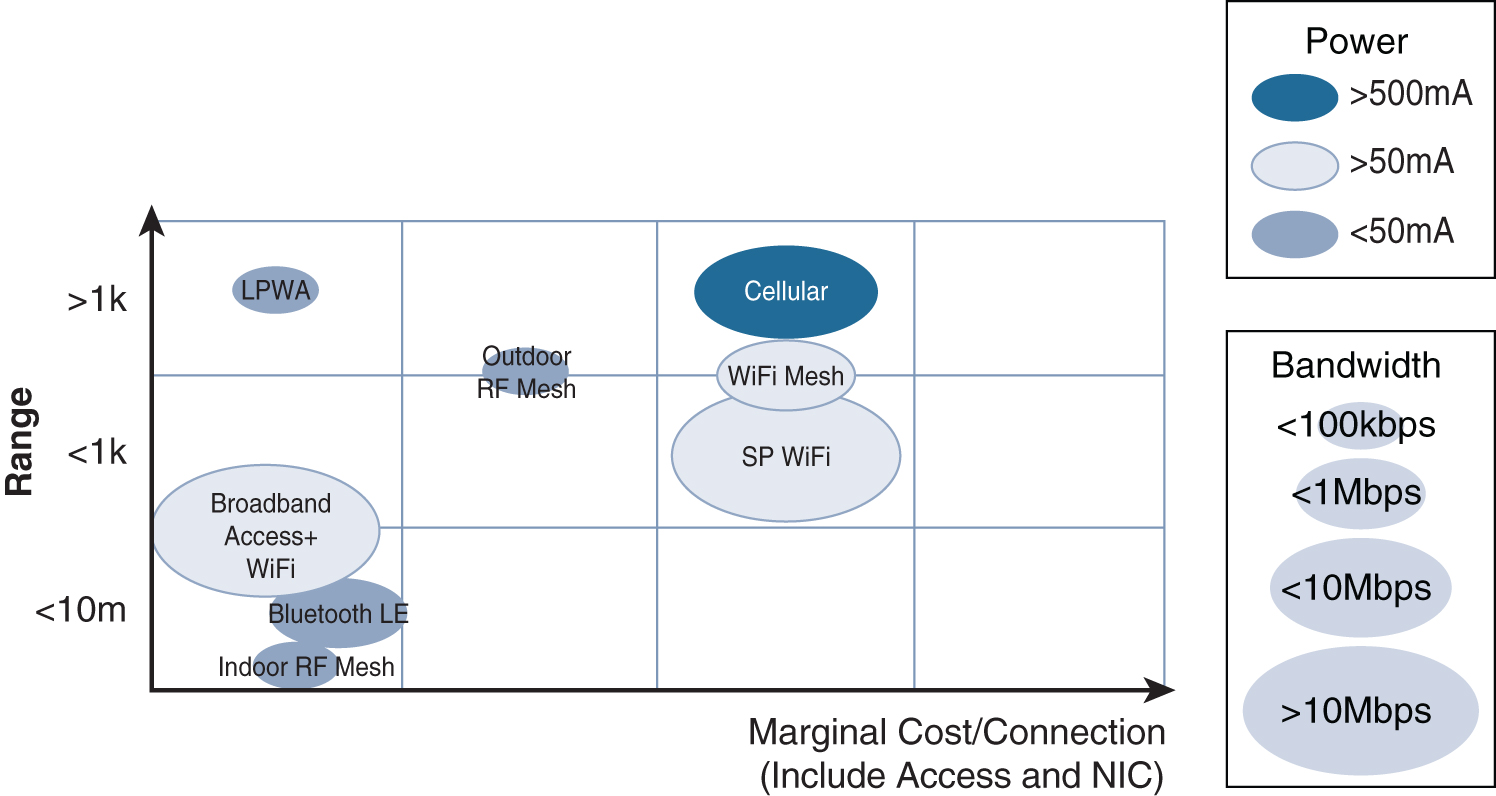 Power
>500mA
>50mA
<50mA
LPWA
Cellular
>1k
Outdoor
RF Mesh
WiFi Mesh
Range
<1k
SP WiFi
Broadband
Access+
WiFi
<10m
Bluetooth LE
Indoor RF Mesh
Marginal Cost/Connection
(Include Access and NIC)
Bandwidth
<100kbps
<1Mbps
<10Mbps
>10Mbps